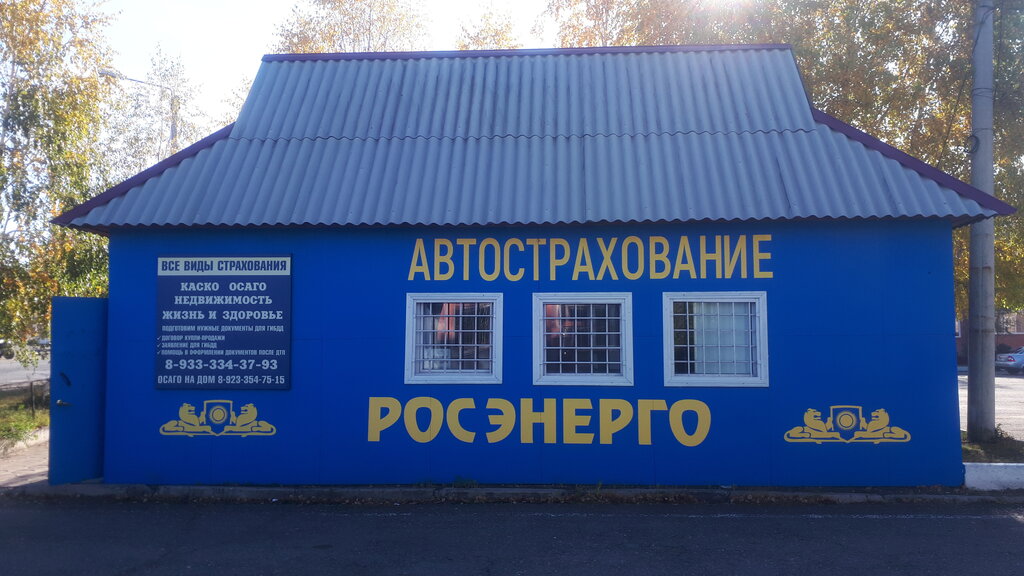 ВСЕ ВИДЫ СТРАХОВАНИЯ
КАСКО ОСАГО
НЕДВИЖИМОСТЬ
ЖИЗНЬ И ЗДОРОВЬЕ
ПОДГОТОВИМ НУЖНЫЕ ДОКУМЕНТЫ ДЛЯ ГИБДД
✓ ДОГОВОР КУПЛИ-ПРОДАЖИ
✓ ЗАЯВЛЕНИЕ ДЛЯ ГИБДД
✓ ПОМОЩЬ В ОФОРМЛЕНИИ ДОКУМЕНТОВ ПОСЛЕ ДТП
8-933-334-37-93
ОСАГО НА ДОМ 8-923-354-75-15
АВТОСТРАХОВАНИЕ
РОСЭНЕРГО